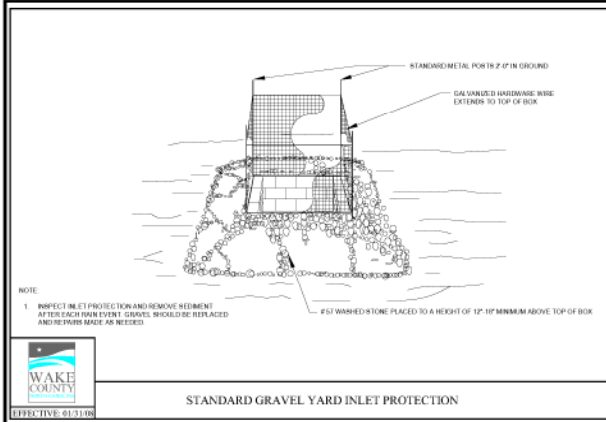 STANDARD METAL POSTS 2'-0" IN GROUND
GALVANIZED HARDWARE WIRE
EXTENDS TO TOP OF BOX
NOTE:
1. INSPECT INLET PROTECTION AND REMOVE SEDIMENT
AFTER EACH RAIN EVENT. GRAVEL SHOULD BE REPLACED
AND REPAIRS MADE AS NEEDED.
#57 WASHED STONE PLACED TO A HEIGHT OF 12"-18" MINIMUM ABOVE TOP OF BOX
WAKE
COUNTY
EFFECTIVE: 01/31/08
STANDARD GRAVEL YARD INLET PROTECTION